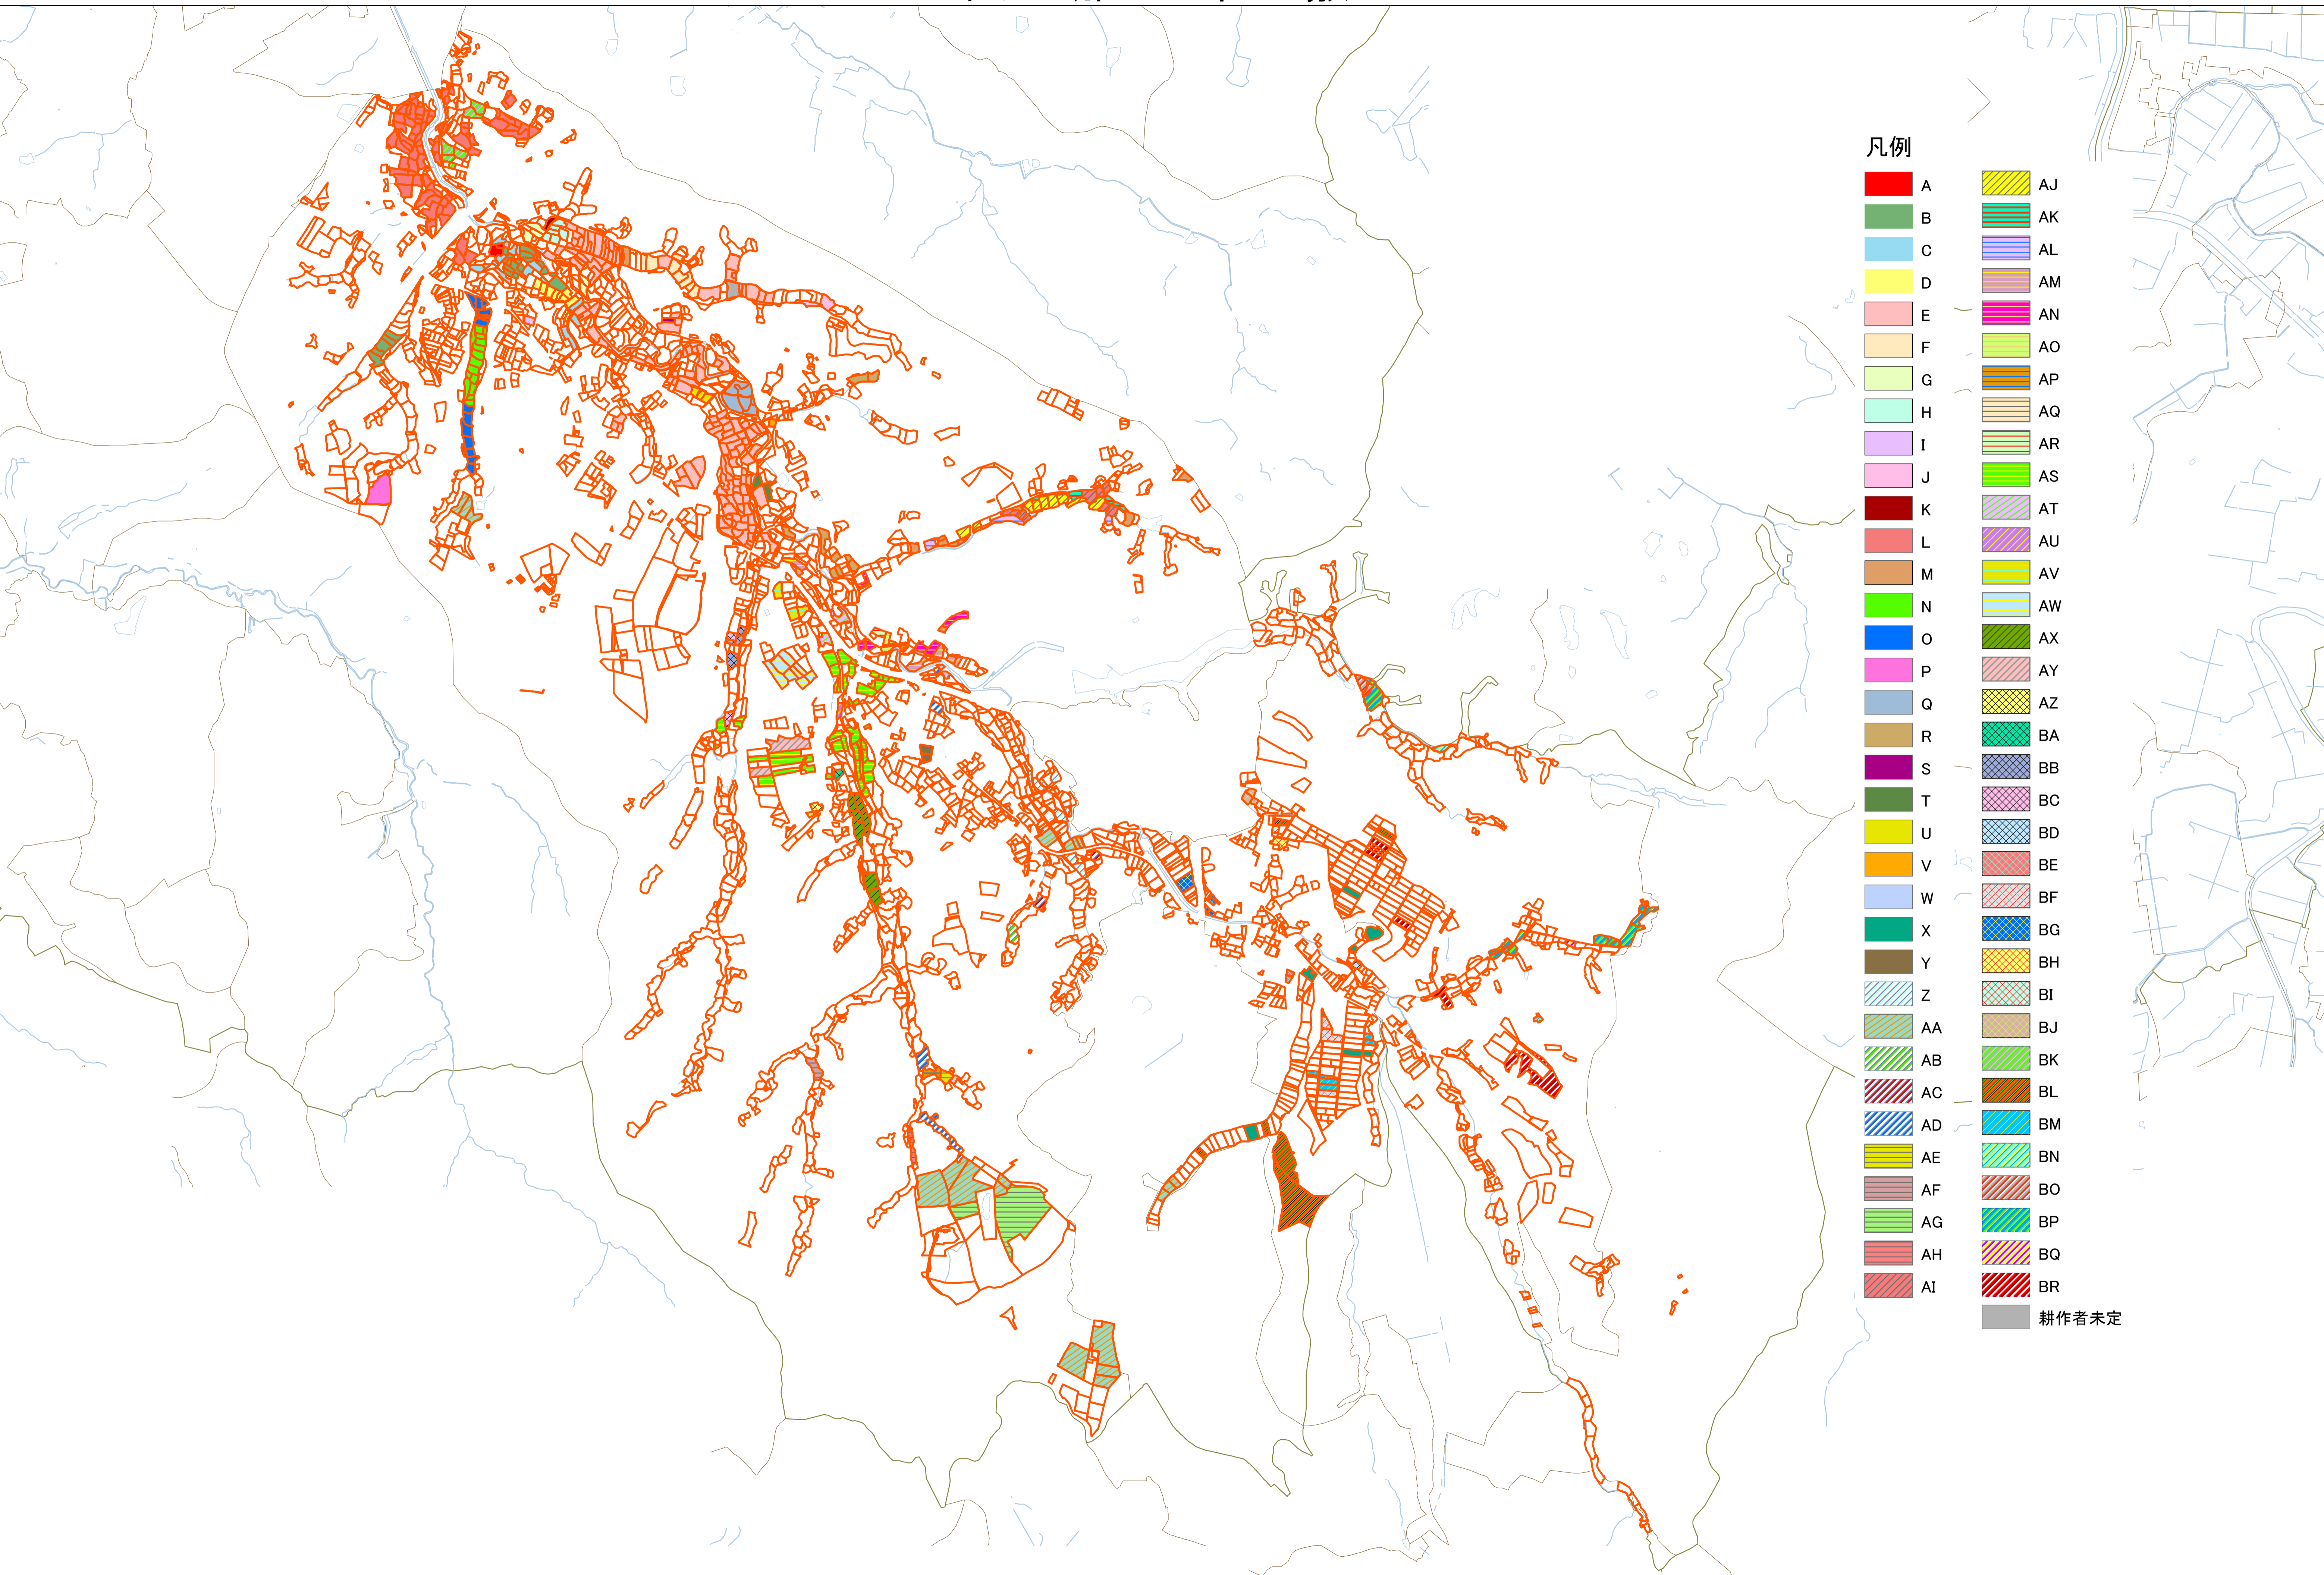 凡例
A
B
C
D
E
F
G
H
I
J
K
L
M
N
O
P
Q
R
S
T
U
V
W
X
Y
Z
AA
AB
AC
AD
AE
AF
AG
AH
AI
AJ
AK
AL
AM
AN
AO
AP
AQ
AR
AS
AT
AU
AV
AW
AX
AY
AZ
BA
BB
BC
BD
BE
BF
BG
BH
BI
BJ
BK
BL
BM
BN
BO
BP
BQ
BR
耕作者未定